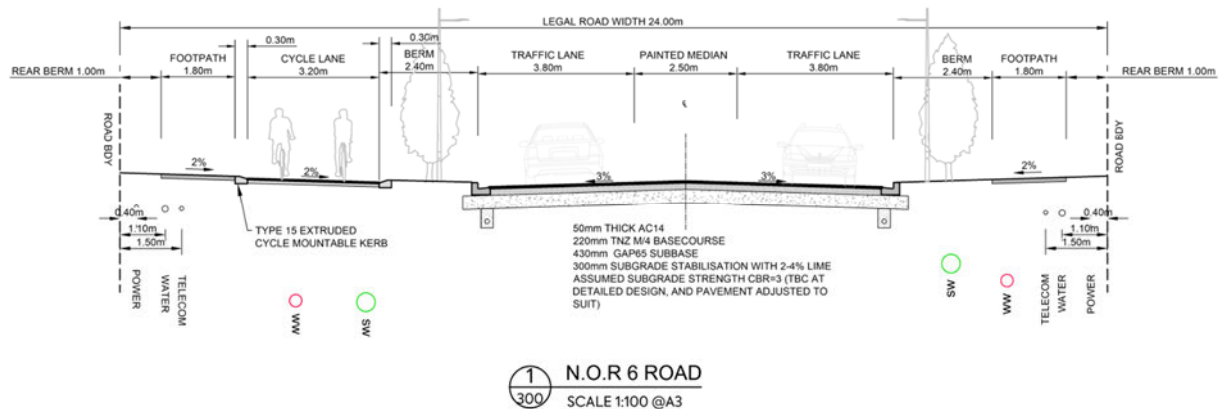 LEGAL ROAD WIDTH 24.00m
0.30m
0.30m
FOOTPATH
1.80m
CYCLE LANE
3.20m
BERM
2.40m
TRAFFIC LANE
3.80m
PAINTED MEDIAN
2.50m
TRAFFIC LANE
3.80m
BERM
2.40m
FOOTPATH
1.80m
REAR BERM 1.00m
REAR BERM 1.00m
ROAD BDY
ROAD BDY
2%
2%
3%
3%
2%
0.40m
1.10m
1.50m
TYPE 15 EXTRUDED
CYCLE MOUNTABLE KERB
50mm THICK AC14
220mm TNZ M/4 BASECOURSE
430mm GAP65 SUBBASE
300mm SUBGRADE STABILISATION WITH 2-4% LIME
ASSUMED SUBGRADE STRENGTH CBR=3 (TBC AT
DETAILED DESIGN, AND PAVEMENT ADJUSTED TO
SUIT)
0.40m
1.10m
1.50m
POWER
WATER
TELECOM
WW
SW
SW
WW
TELECOM
WATER
POWER
1
300
N.O.R 6 ROAD
SCALE 1:100 @A3